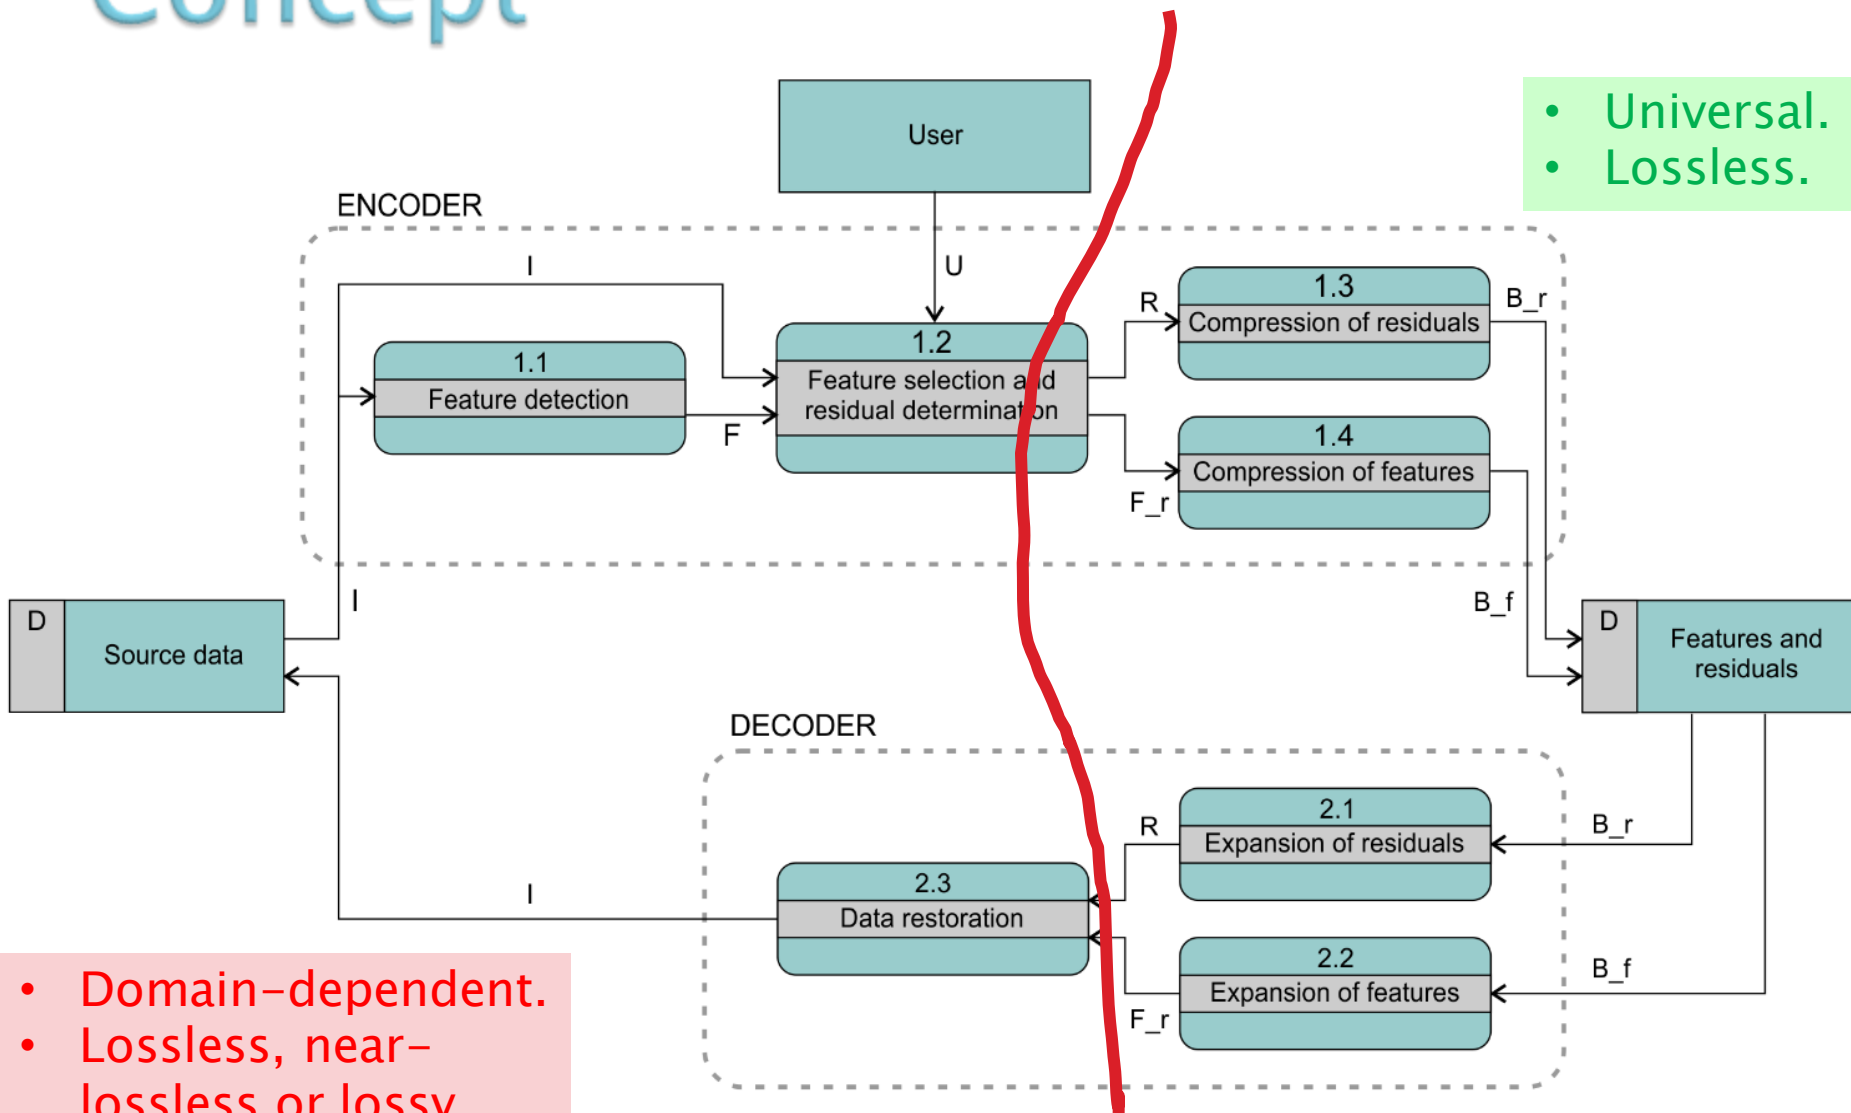 Concept
User
• Universal.
• Lossless.
ENCODER
I
U
1.1
Feature detection
F
1.2
Feature selection and
residual determination
R
1.3
Compression of residuals
B_r
1.4
Compression of features
F_r
B_f
I
D
Source data
D
Features and
residuals
DECODER
R
2.1
Expansion of residuals
B_r
I
2.3
Data restoration
2.2
Expansion of features
F_r
B_f
• Domain-dependent.
• Lossless, near-
lossless or lossy